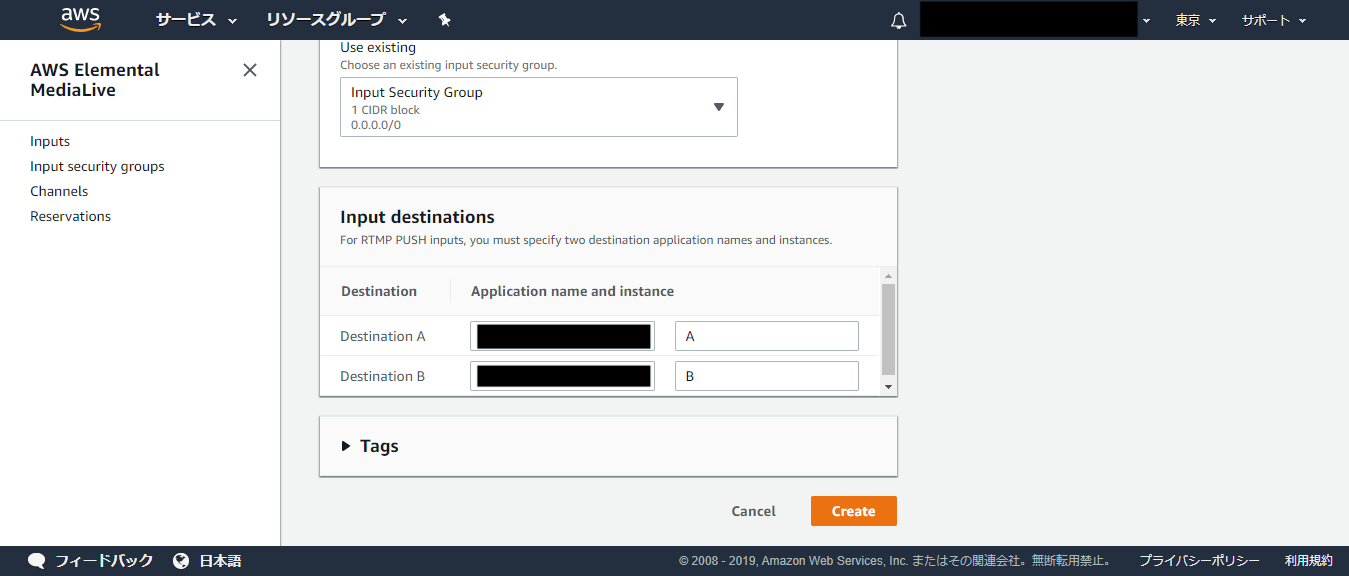 aws
サービス
リソースグループ
東京
サポート
AWS Elemental
MediaLive
Inputs
Input security groups
Channels
Reservations
Use existing
Choose an existing input security group.
Input Security Group
1 CIDR block
0.0.0.0/0
Input destinations
For RTMP PUSH inputs, you must specify two destination application names and instances.
Destination
Application name and instance
Destination A
A
Destination B
B
Tags
Cancel
Create
フィードバック
日本語
© 2008 - 2019, Amazon Web Services, Inc. またはその関連会社。無断転用禁止。
プライバシーポリシー
利用規約